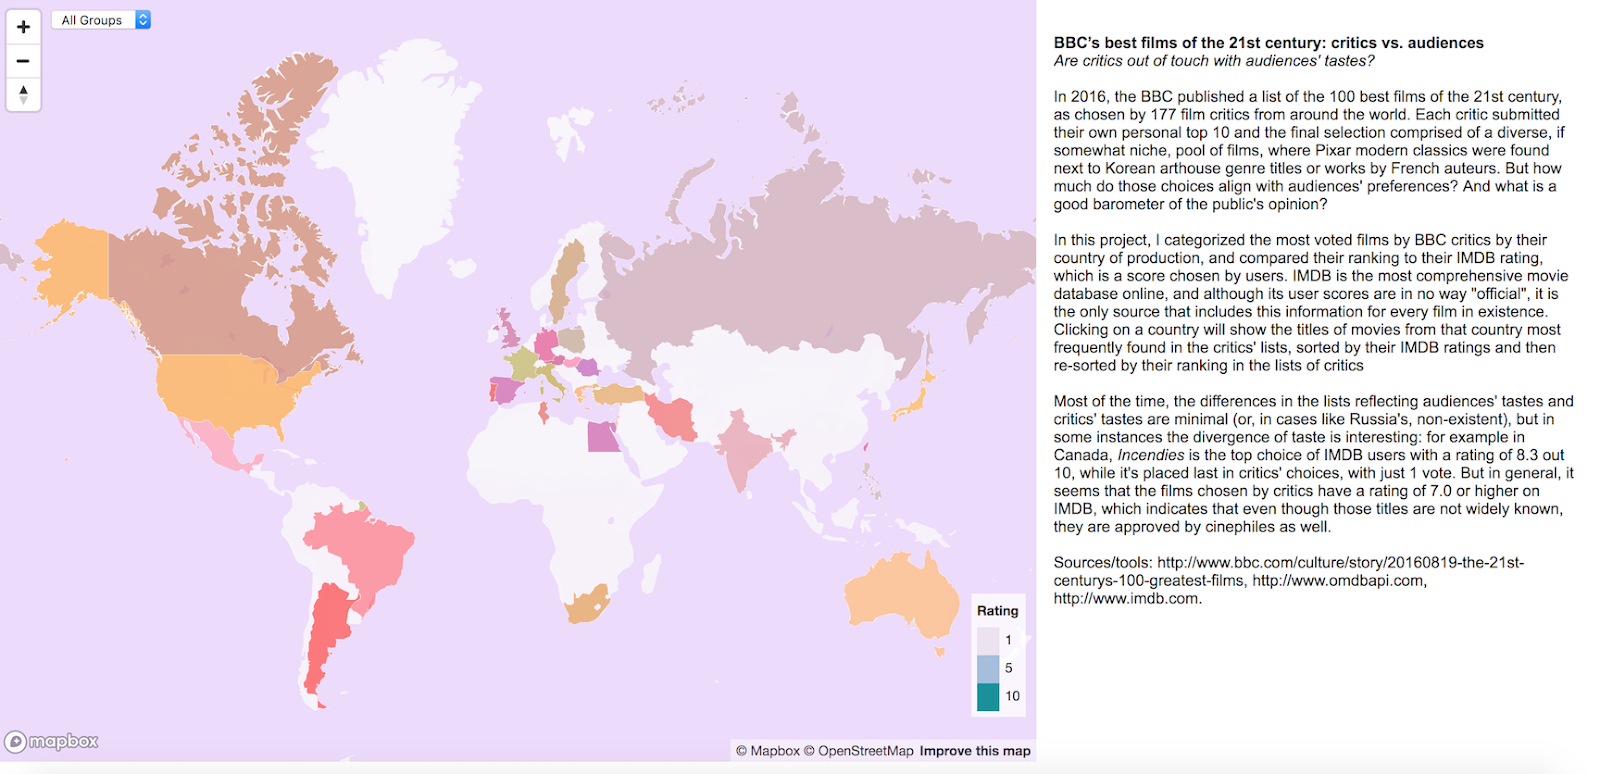 All Groups
BBC's best films of the 21st century: critics vs. audiences
Are critics out of touch with audiences' tastes?
In 2016, the BBC published a list of the 100 best films of the 21st century,
as chosen by 177 film critics from around the world. Each critic submitted
their own personal top 10 and the final selection comprised of a diverse, if
somewhat niche, pool of films, where Pixar modern classics were found
next to Korean arthouse genre titles or works by French auteurs. But how
much do those choices align with audiences' preferences? And what is a
good barometer of the public's opinion?
In this project, I categorized the most voted films by BBC critics by their
country of production, and compared their ranking to their IMDB rating,
which is a score chosen by users. IMDB is the most comprehensive movie
database online, and although its user scores are in no way "official", it is
the only source that includes this information for every film in existence.
Clicking on a country will show the titles of movies from that country most
frequently found in the critics' lists, sorted by their IMDB ratings and then
re-sorted by their ranking in the lists of critics
Most of the time, the differences in the lists reflecting audiences' tastes and
critics' tastes are minimal (or, in cases like Russia's, non-existent), but in
some instances the divergence of taste is interesting: for example in
Canada, Incendies is the top choice of IMDB users with a rating of 8.3 out
10, while it's placed last in critics' choices, with just 1 vote. But in general, it
seems that the films chosen by critics have a rating of 7.0 or higher on
IMDB, which indicates that even though those titles are not widely known,
they are approved by cinephiles as well.
Sources/tools: http://www.bbc.com/culture/story/20160819-the-21st-
centurys-100-greatest-films, http://www.omdbapi.com,
http://www.imdb.com.
Rating
1
5
10
mapbox
© Mapbox © OpenStreetMap Improve this map